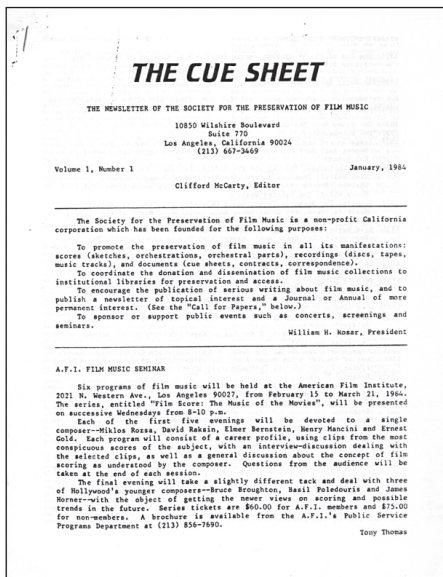 THE CUE SHEET
THE NEWSLETTER OF THE SOCIETY FOR THE PRESERVATION OF FILM MUSIC
10850 Wilshire Boulevard
Suite 770
Los Angeles, California 90024
(213) 667-3469
Volume 1, Number 1 January, 1984
Clifford McCarty, Editor
The Society for the Preservation of Film Music is a non-profit California
corporation which has been founded for the following purposes:
To promote the preservation of film music in all its manifestations:
scores (sketches, orchestrations, orchestral parts), recordings (discs, tapes,
music tracks), and documents (cue sheets, contracts, correspondence).
To coordinate the donation and dissemination of film music collections to
institutional libraries for preservation and access.
To encourage the publication of serious writing about film music, and to
publish a newsletter of topical interest and a Journal or Annual of more
permanent interest. (See the "Call for Papers," below.)
To sponsor or support public events such as concerts, screenings and
seminars.
William H. Rosar, President
A.F.I. FILM MUSIC SEMINAR
Six programs of film music will be held at the American Film Institute,
2021 N. Western Ave., Los Angeles 90027, from February 15 to March 21, 1984.
The series, entitled "Film Score: The Music of the Movies", will be presented
on successive Wednesdays from 8-10 p.m.
Each of the first five evenings will be devoted to a single
composer--Miklos Rozsa, David Raksin, Elmer Bernstein, Henry Mancini and Ernest
Gold. Each program will consist of a career profile, using clips from the most
conspicuous scores of the subject, with an interview-discussion dealing with
the selected clips, as well as a general discussion about the concept of film
scoring as understood by the composer. Questions from the audience will be
taken at the end of each session.
The final evening will take a slightly different tack and deal with three
of Hollywood's younger composers--Bruce Broughton, Basil Poledouris and James
Horner--with the object of getting the newer views on scoring and possible
trends in the future. Series tickets are $60.00 for A.F.I. members and $75.00
for non-members. A brochure is available from the A.F.I.'s Public Service
Programs Department at (213) 856-7690.
Tony Thomas